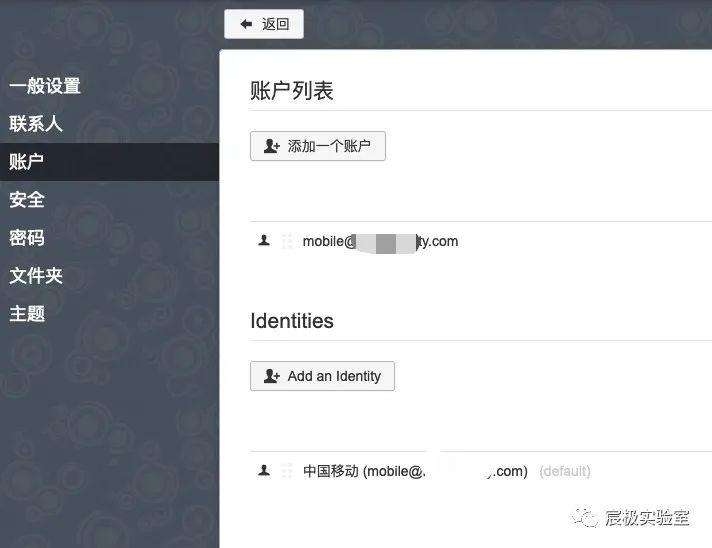 返回
一般设置
联系人
账户
安全
密码
文件夹
主题
账户列表
添加一个账户
mobile@ ty.com
Identities
Add an Identity
中国移动 (mobile@ .com) (default)
宸极实验室